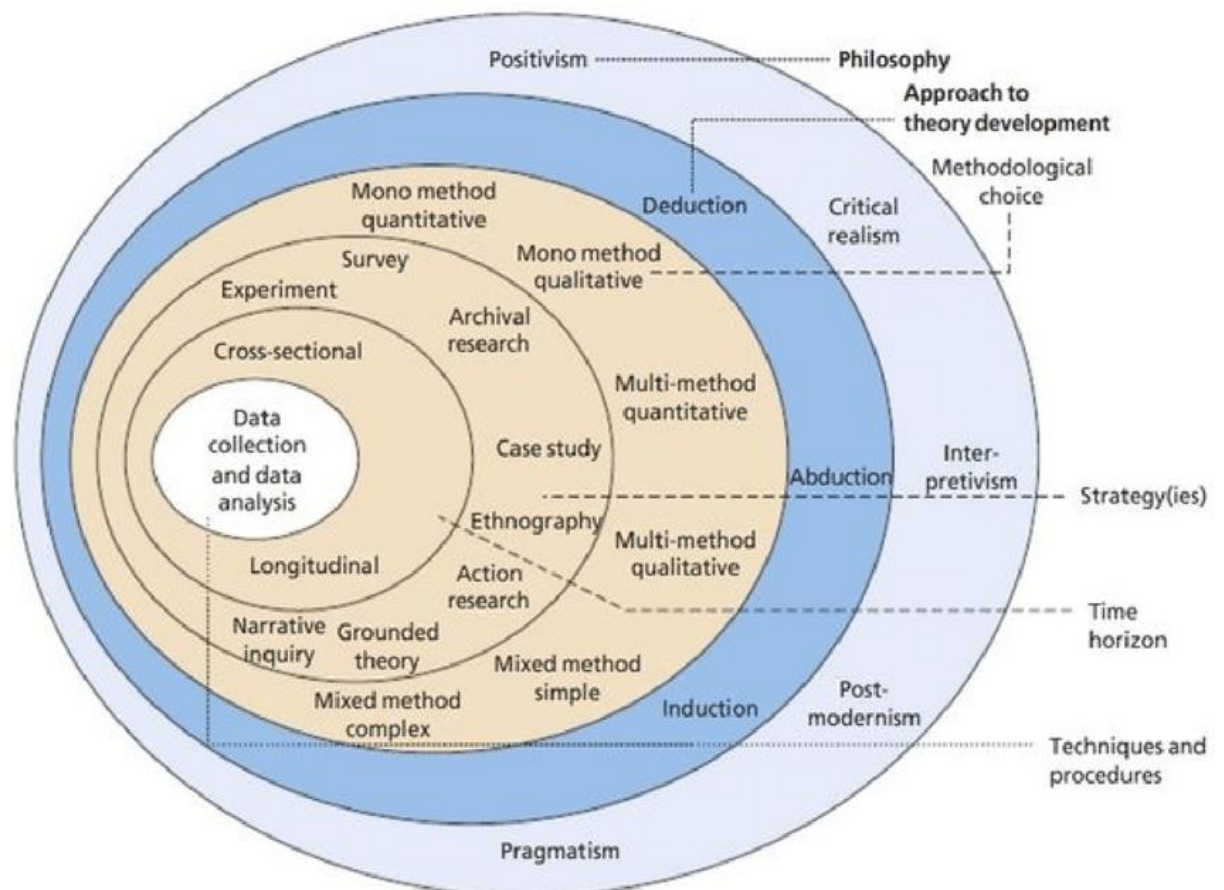 Positivism
Philosophy
Approach to
theory development
Methodological
choice
Mono method
quantitative
Deduction
Critical
realism
Survey
Mono method
qualitative
Experiment
Archival
research
Cross-sectional
Multi-method
quantitative
Data
collection
and data
analysis
Case study
Abduction
Inter-
pretivism
Strategy(ies)
Ethnography
Multi-method
qualitative
Longitudinal
Action
research
Time
horizon
Narrative
inquiry
Grounded
theory
Mixed method
simple
Mixed method
complex
Induction
Post-
modernism
Techniques and
procedures
Pragmatism